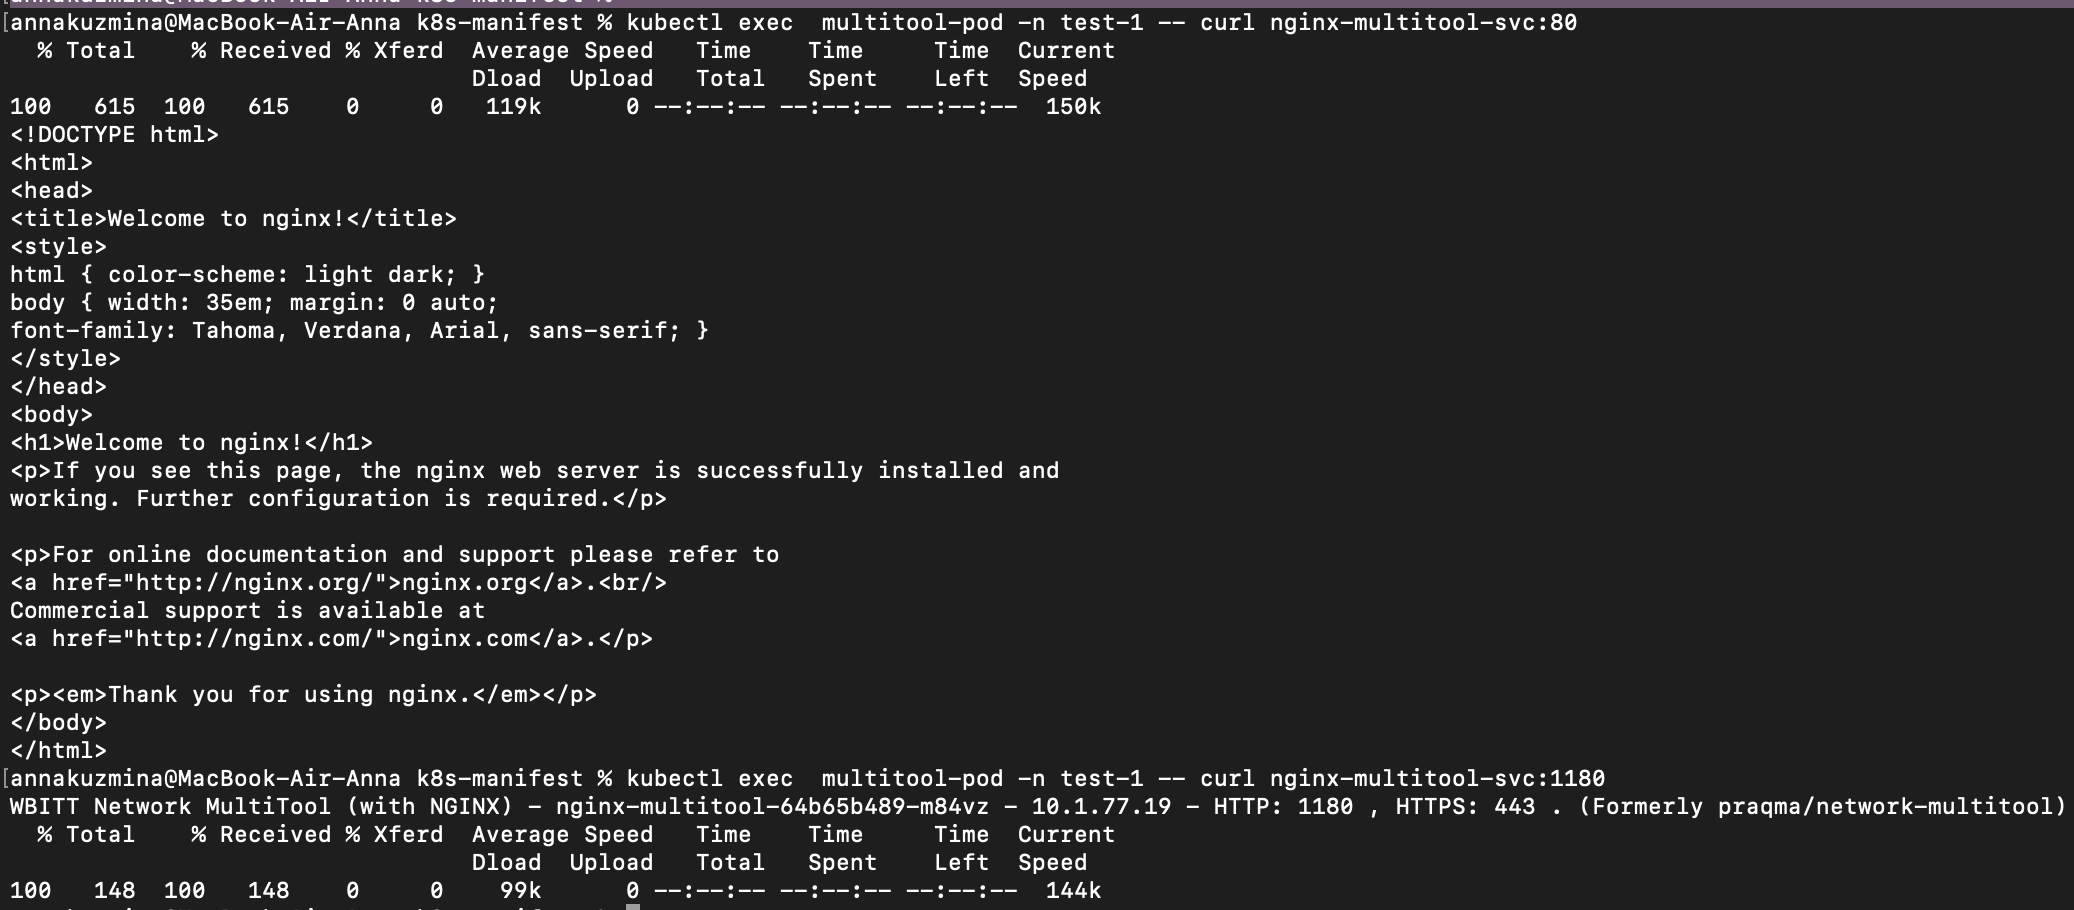 annakuzmina@MacBook-Air-Anna k8s-manifest %
[annakuzmina@MacBook-Air-Anna k8s-manifest % kubectl exec  multitool-pod -n test-1 -- curl nginx-multitool-svc:80
  % Total    % Received % Xferd  Average Speed   Time    Time     Time  Current
                                 Dload  Upload   Total   Spent    Left  Speed
100   615  100   615    0     0   119k      0 --:--:-- --:--:-- --:--:--  150k
<!DOCTYPE html>
<html>
<head>
<title>Welcome to nginx!</title>
<style>
html { color-scheme: light dark; }
body { width: 35em; margin: 0 auto;
font-family: Tahoma, Verdana, Arial, sans-serif; }
</style>
</head>
<body>
<h1>Welcome to nginx!</h1>
<p>If you see this page, the nginx web server is successfully installed and
working. Further configuration is required.</p>

<p>For online documentation and support please refer to
<a href="http://nginx.org/">nginx.org</a>.<br/>
Commercial support is available at
<a href="http://nginx.com/">nginx.com</a>.</p>

<p><em>Thank you for using nginx.</em></p>
</body>
</html>
[annakuzmina@MacBook-Air-Anna k8s-manifest % kubectl exec  multitool-pod -n test-1 -- curl nginx-multitool-svc:1180
WBITT Network MultiTool (with NGINX) - nginx-multitool-64b65b489-m84vz - 10.1.77.19 - HTTP: 1180 , HTTPS: 443 . (Formerly praqma/network-multitool)
  % Total    % Received % Xferd  Average Speed   Time    Time     Time  Current
                                 Dload  Upload   Total   Spent    Left  Speed
100   148  100   148    0     0    99k      0 --:--:-- --:--:-- --:--:--  144k